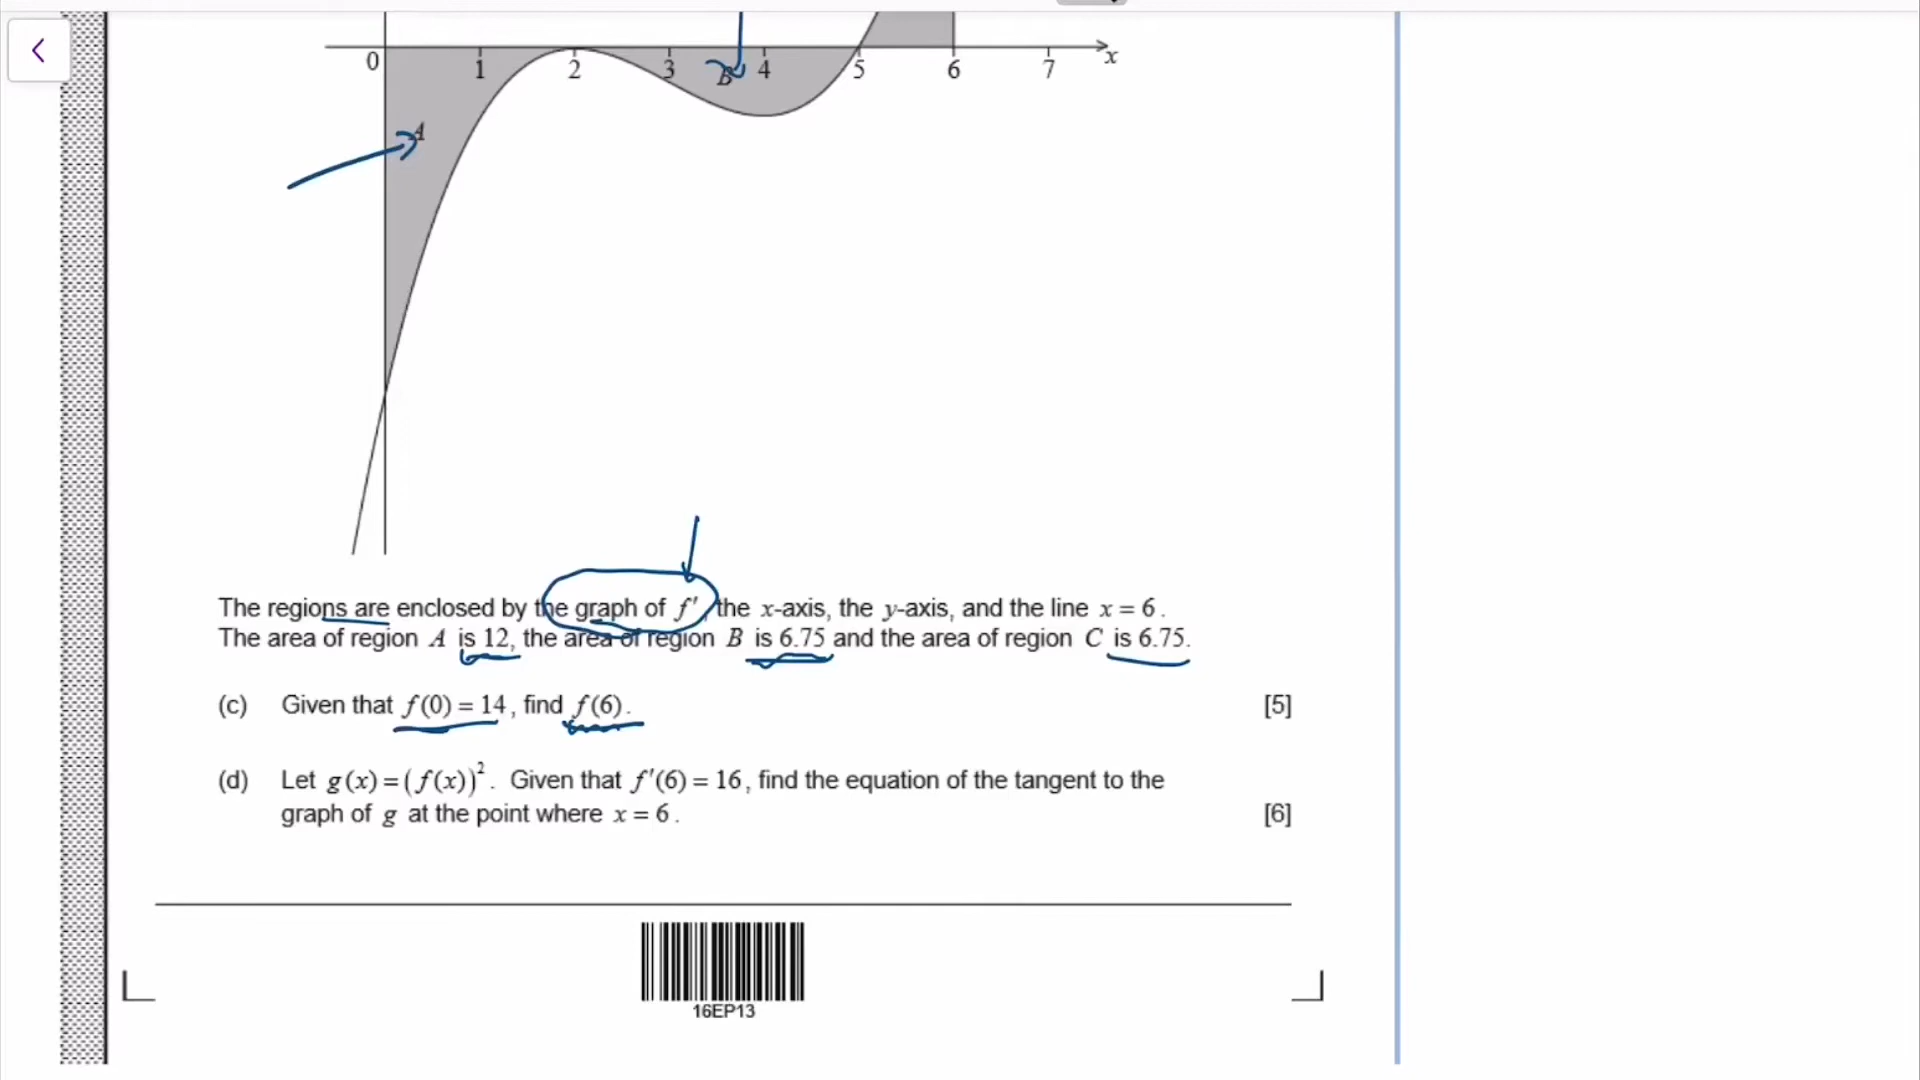 0 1 2 3 4 5 6 7 x
B
A
The regions are enclosed by the graph of f′, the x-axis, the y-axis, and the line x = 6.
The area of region A is 12, the area of region B is 6.75 and the area of region C is 6.75.
(c) Given that f(0) = 14, find f(6). [5]
(d) Let g(x) = (f(x))². Given that f′(6) = 16, find the equation of the tangent to the
graph of g at the point where x = 6. [6]
16EP13